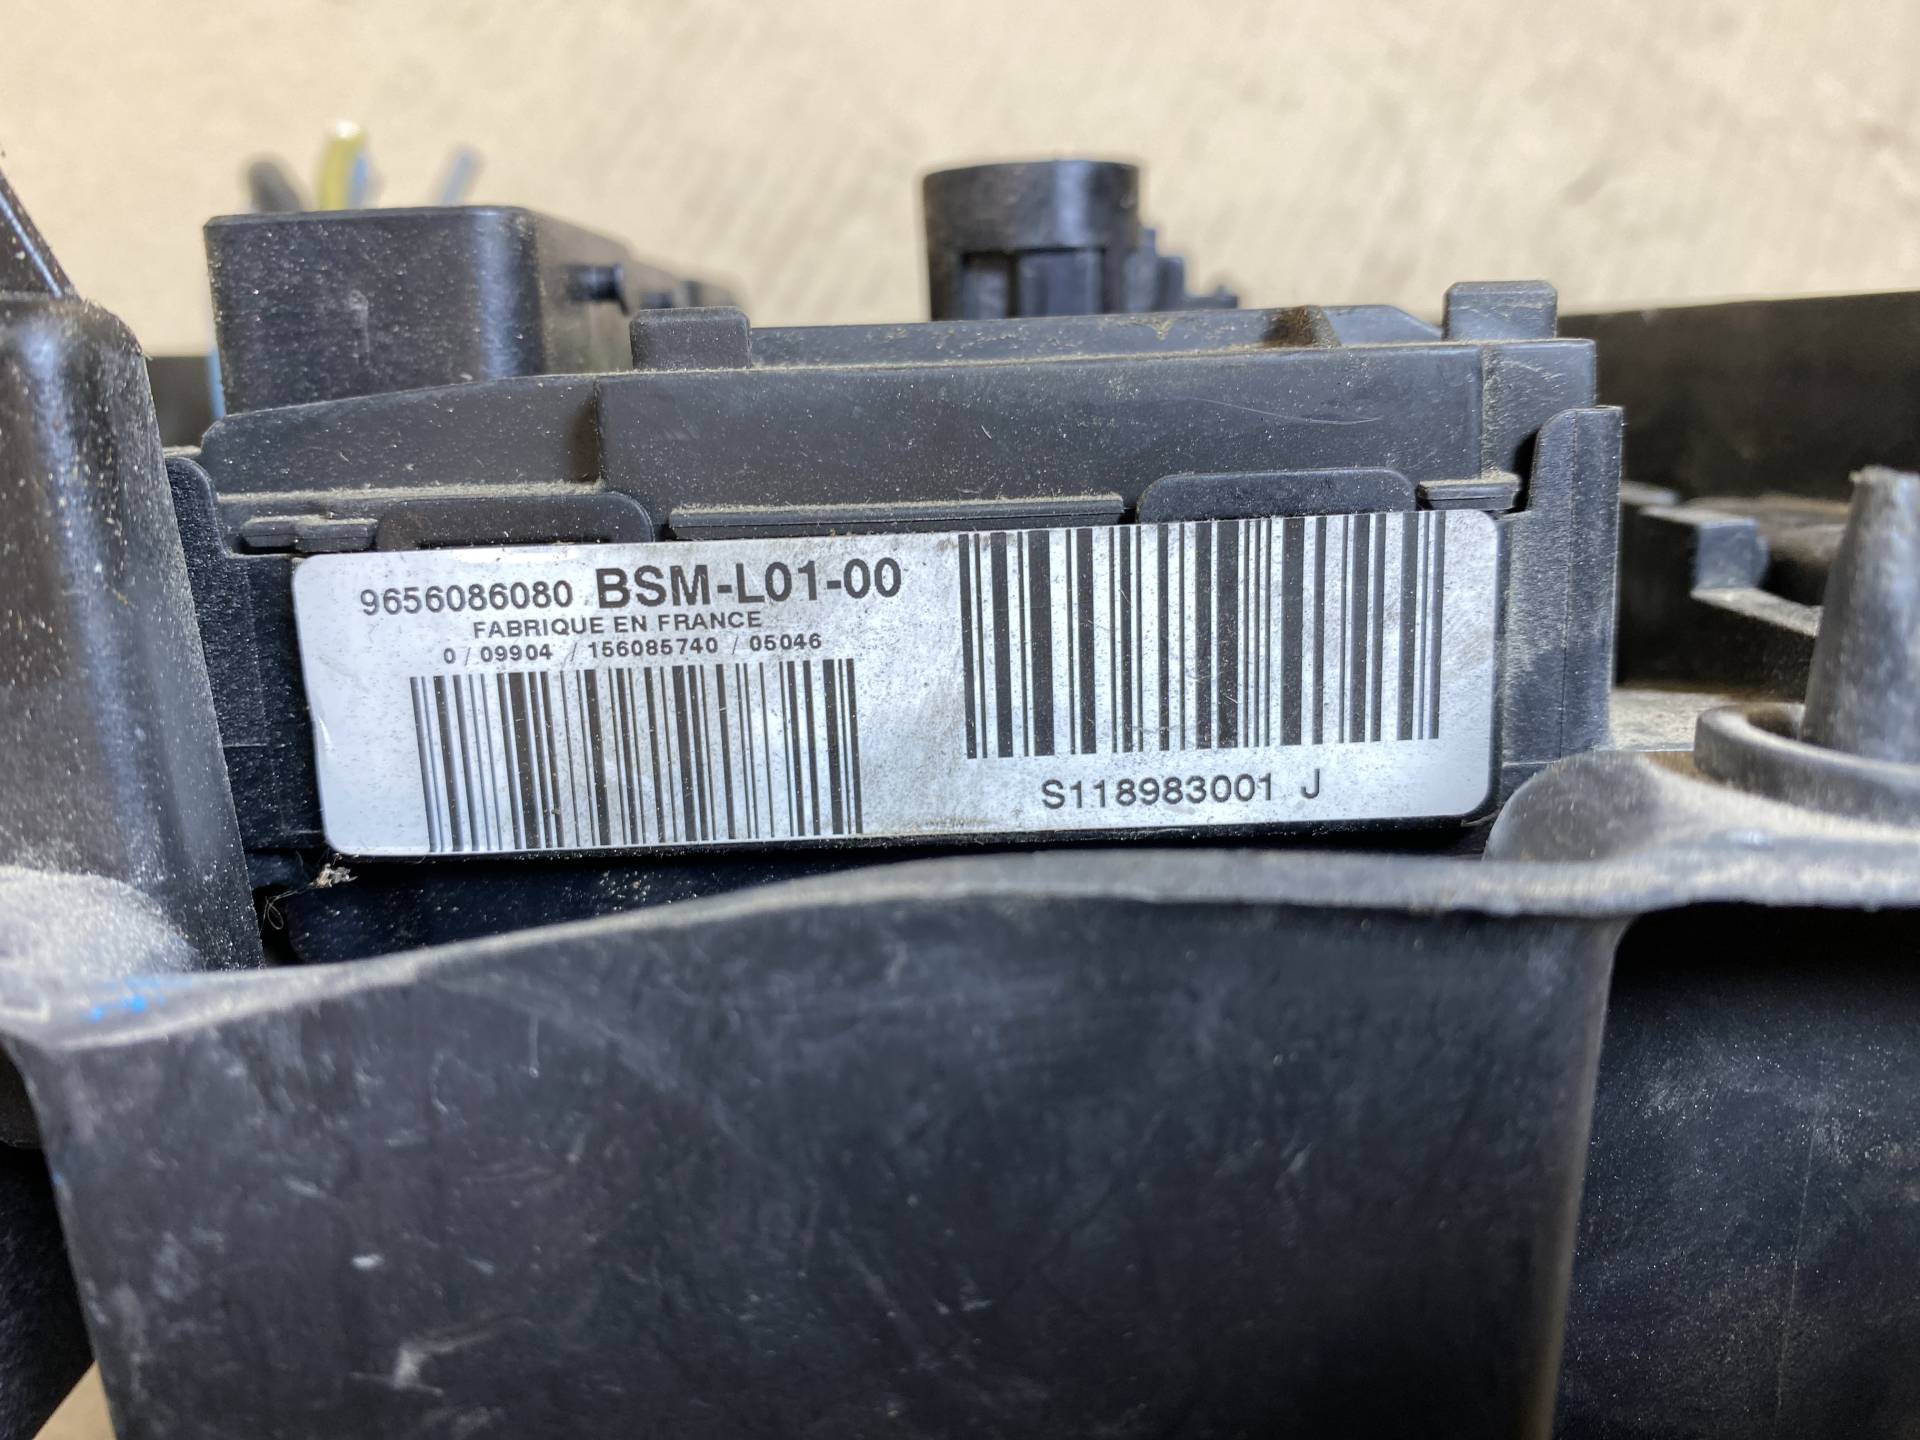 9656086080 BSM-L01-00
FABRIQUE EN FRANCE
0 / 09904 / 156085740 / 05046
S118983001 J